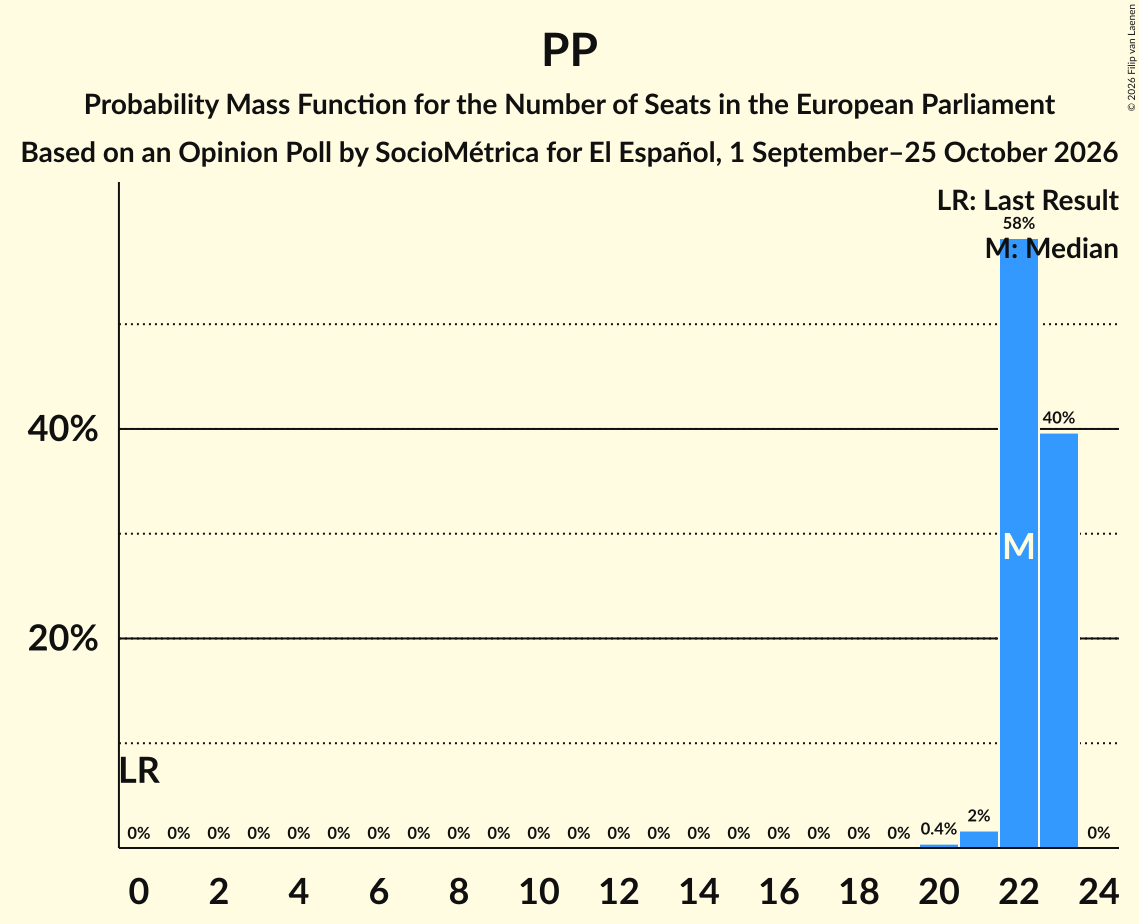 PP
Probability Mass Function for the Number of Seats in the European Parliament
Based on an Opinion Poll by SocioMétrica for El Español, 1 September–25 October 2026
© 2026 Filip van Laenen
LR: Last Result
M: Median
58%
40%
40%
M
20%
LR
0% 0% 0% 0% 0% 0% 0% 0% 0% 0% 0% 0% 0% 0% 0% 0% 0% 0% 0% 0% 0.4% 2% 0%
0 2 4 6 8 10 12 14 16 18 20 22 24